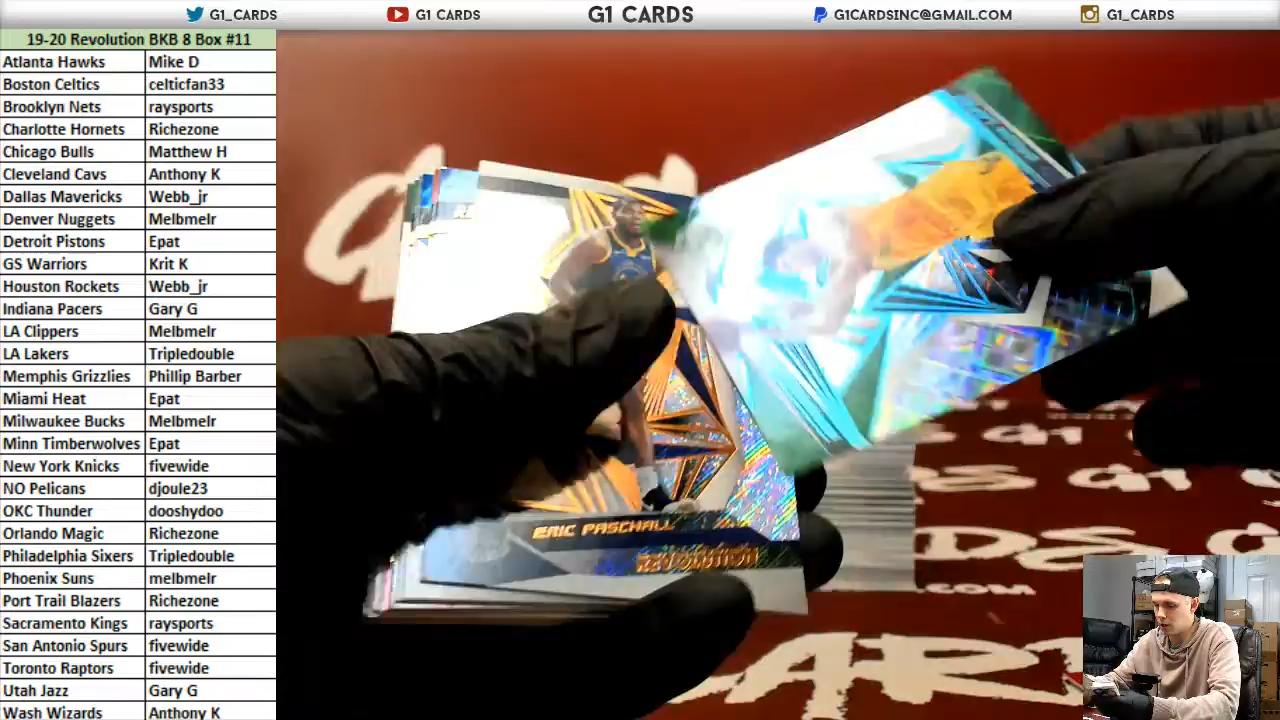 G1_CARDS
G1 CARDS
G1 CARDS
G1CARDSINC@GMAIL.COM
G1_CARDS
19-20 Revolution BKB 8 Box #11
Atlanta Hawks Mike D
Boston Celtics celticfan33
Brooklyn Nets raysports
Charlotte Hornets Richezone
Chicago Bulls Matthew H
Cleveland Cavs Anthony K
Dallas Mavericks Webb_jr
Denver Nuggets Melbmelr
Detroit Pistons Epat
GS Warriors Krit K
Houston Rockets Webb_jr
Indiana Pacers Gary G
LA Clippers Melbmelr
LA Lakers Tripledouble
Memphis Grizzlies Phillip Barber
Miami Heat Epat
Milwaukee Bucks Melbmelr
Minn Timberwolves Epat
New York Knicks fivewide
NO Pelicans djoule23
OKC Thunder dooshydoo
Orlando Magic Richezone
Philadelphia Sixers Tripledouble
Phoenix Suns melbmelr
Port Trail Blazers Richezone
Sacramento Kings raysports
San Antonio Spurs fivewide
Toronto Raptors fivewide
Utah Jazz Gary G
Wash Wizards Anthony K
ERIC PASCHALL
REVOLUTION